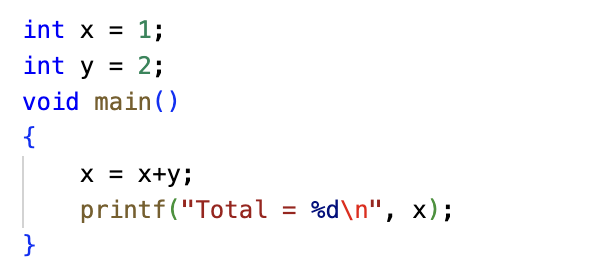 int x = 1;
int y = 2;
void main()
{
    x = x+y;
    printf("Total = %d\n", x);
}